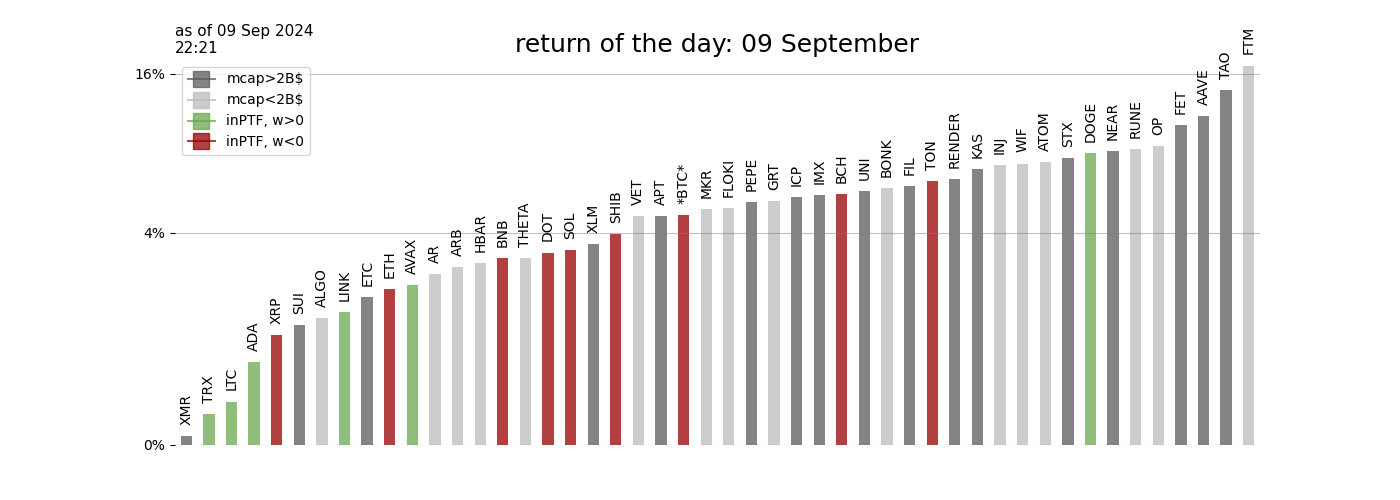 as of 09 Sep 2024
22:21
return of the day: 09 September
16%
4%
0%
mcap>2B$
mcap<2B$
inPTF, w>0
inPTF, w<0
XMR
TRX
LTC
ADA
XRP
SUI
ALGO
LINK
ETC
ETH
AVAX
AR
ARB
HBAR
BNB
THETA
DOT
SOL
XLM
SHIB
VET
APT
*BTC*
MKR
FLOKI
PEPE
GRT
ICP
IMX
BCH
UNI
BONK
FIL
TON
RENDER
KAS
INJ
WIF
ATOM
STX
DOGE
NEAR
RUNE
OP
FET
AAVE
TAO
FTM